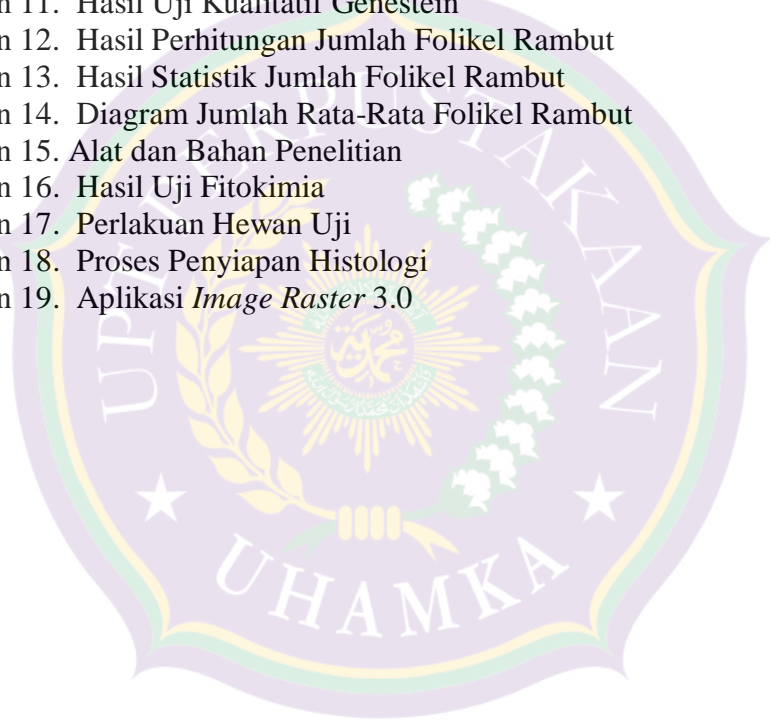 n 11. Hasil Uji Kualitatif Genestein
n 12. Hasil Perhitungan Jumlah Folikel Rambut
n 13. Hasil Statistik Jumlah Folikel Rambut
n 14. Diagram Jumlah Rata-Rata Folikel Rambut
n 15. Alat dan Bahan Penelitian
n 16. Hasil Uji Fitokimia
n 17. Perlakuan Hewan Uji
n 18. Proses Penyiapan Histologi
n 19. Aplikasi Image Raster 3.0
UPT PERPUSTAKAAN
UHAMKA